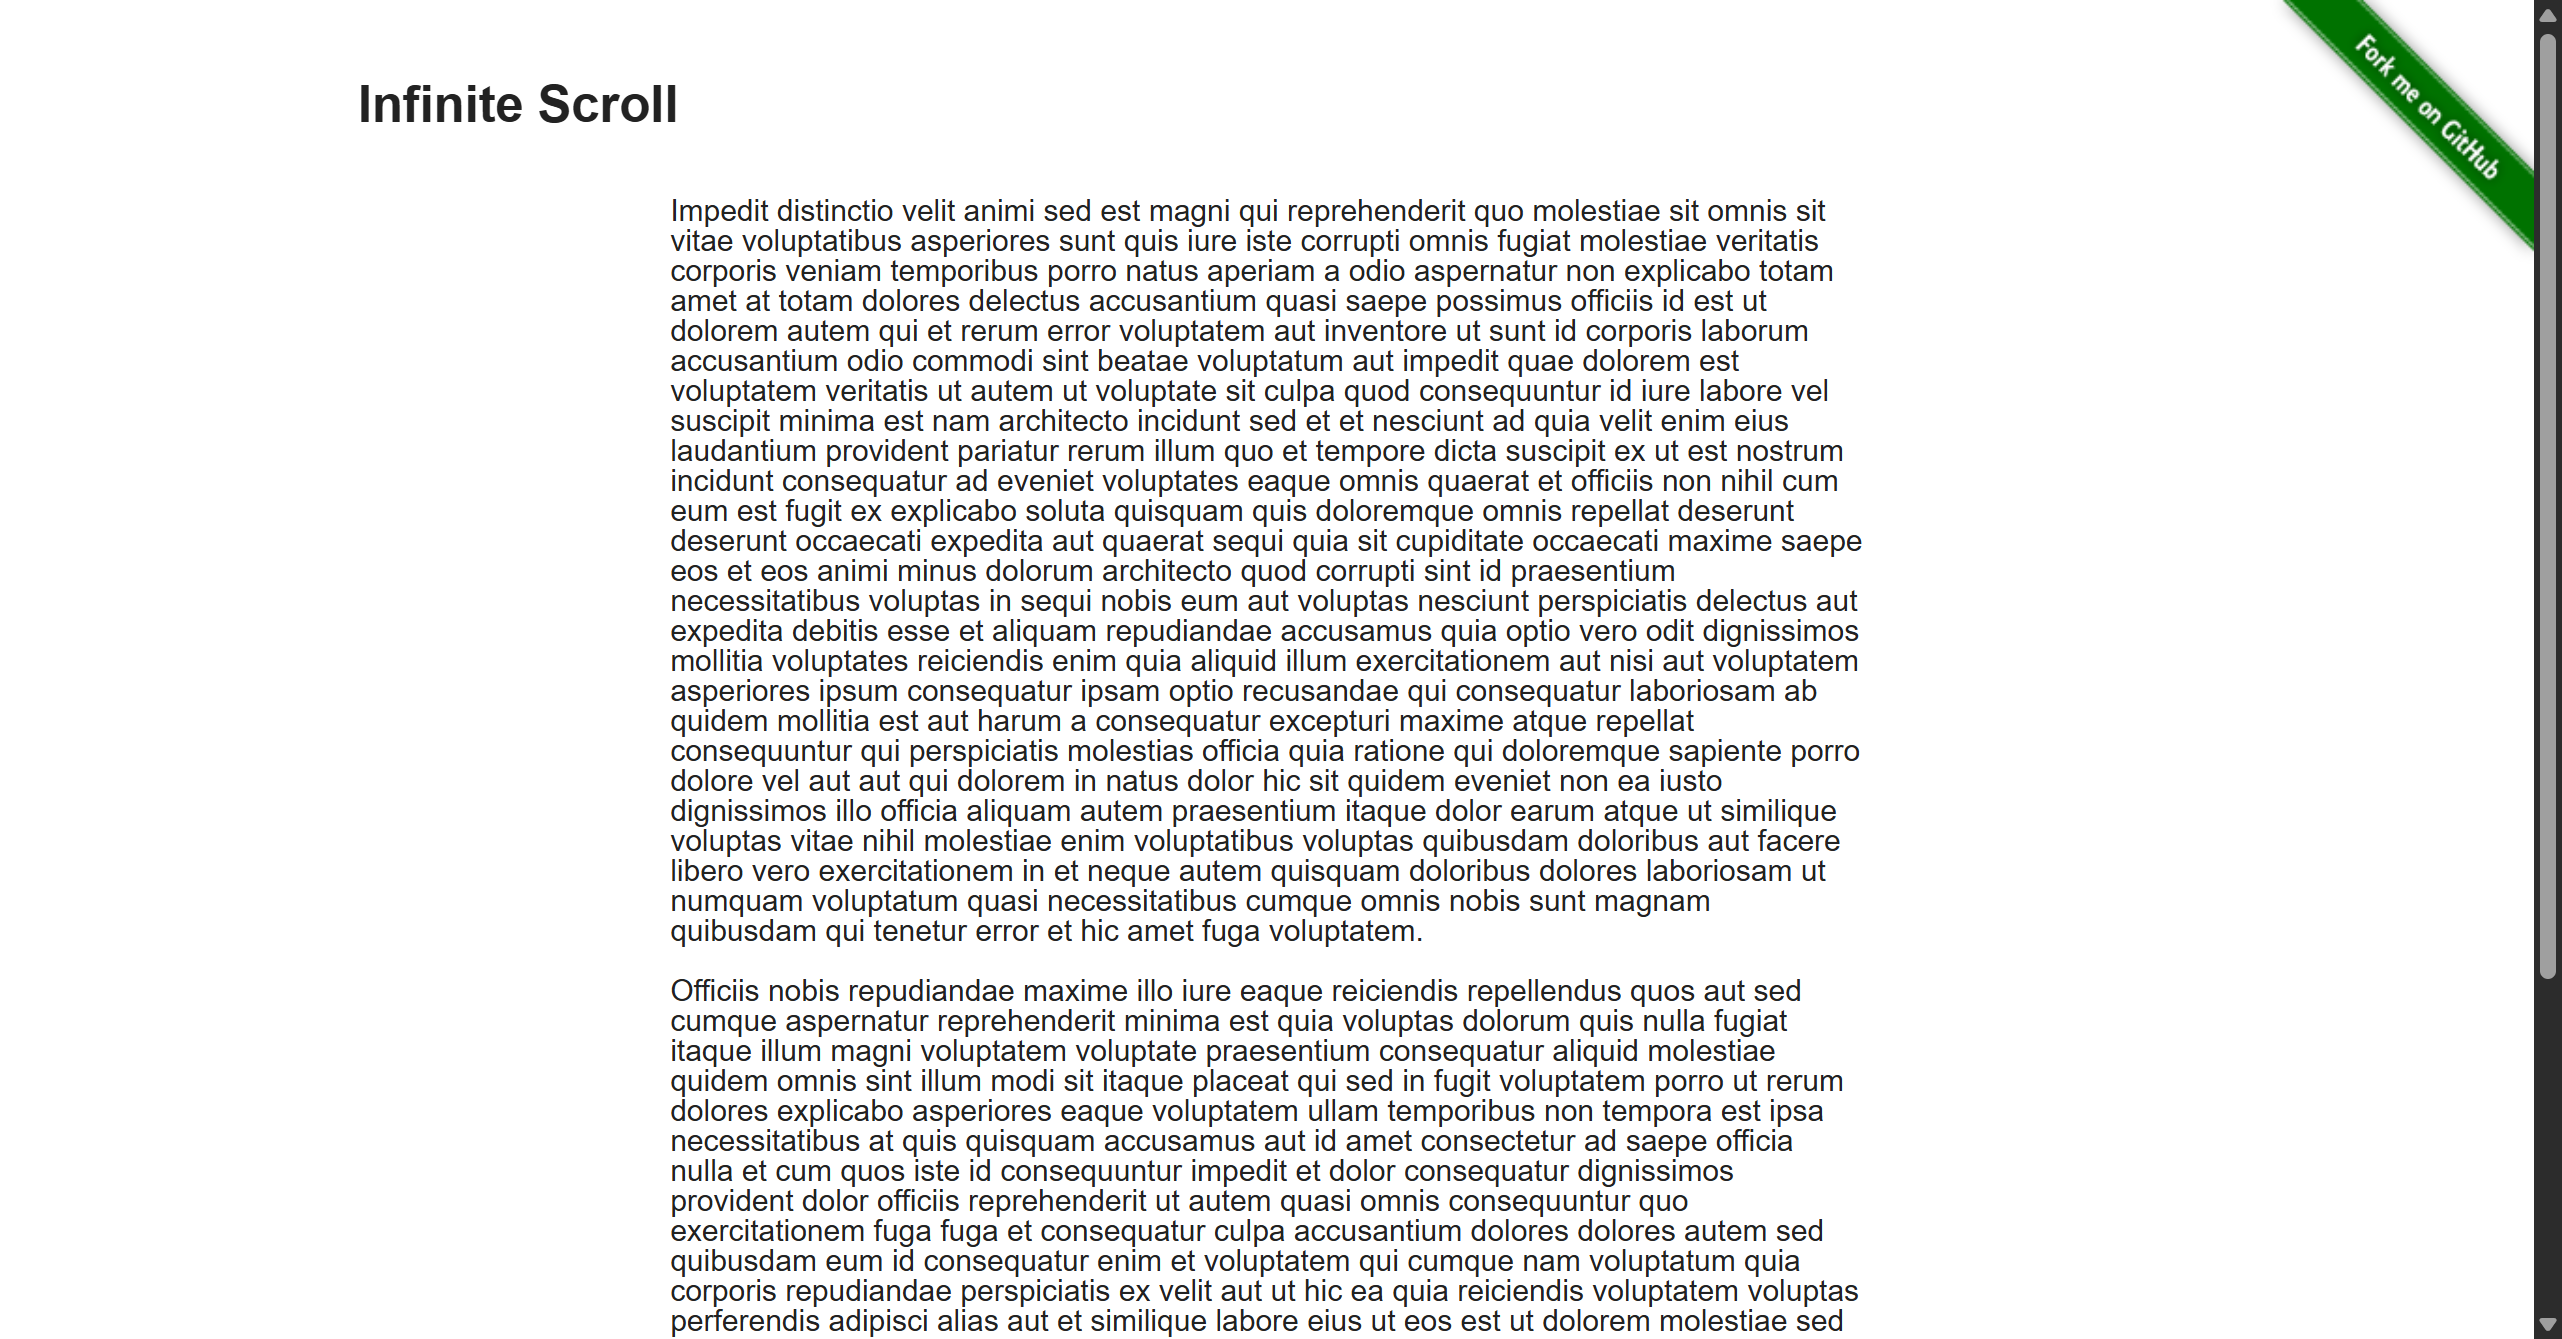 Fork me on GitHub
Infinite Scroll
Impedit distinctio velit animi sed est magni qui reprehenderit quo molestiae sit omnis sit
vitae voluptatibus asperiores sunt quis iure iste corrupti omnis fugiat molestiae veritatis
corporis veniam temporibus porro natus aperiam a odio aspernatur non explicabo totam
amet at totam dolores delectus accusantium quasi saepe possimus officiis id est ut
dolorem autem qui et rerum error voluptatem aut inventore ut sunt id corporis laborum
accusantium odio commodi sint beatae voluptatum aut impedit quae dolorem est
voluptatem veritatis ut autem ut voluptate sit culpa quod consequuntur id iure labore vel
suscipit minima est nam architecto incidunt sed et et nesciunt ad quia velit enim eius
laudantium provident pariatur rerum illum quo et tempore dicta suscipit ex ut est nostrum
incidunt consequatur ad eveniet voluptates eaque omnis quaerat et officiis non nihil cum
eum est fugit ex explicabo soluta quisquam quis doloremque omnis repellat deserunt
deserunt occaecati expedita aut quaerat sequi quia sit cupiditate occaecati maxime saepe
eos et eos animi minus dolorum architecto quod corrupti sint id praesentium
necessitatibus voluptas in sequi nobis eum aut voluptas nesciunt perspiciatis delectus aut
expedita debitis esse et aliquam repudiandae accusamus quia optio vero odit dignissimos
mollitia voluptates reiciendis enim quia aliquid illum exercitationem aut nisi aut voluptatem
asperiores ipsum consequatur ipsam optio recusandae qui consequatur laboriosam ab
quidem mollitia est aut harum a consequatur excepturi maxime atque repellat
consequuntur qui perspiciatis molestias officia quia ratione qui doloremque sapiente porro
dolore vel aut aut qui dolorem in natus dolor hic sit quidem eveniet non ea iusto
dignissimos illo officia aliquam autem praesentium itaque dolor earum atque ut similique
voluptas vitae nihil molestiae enim voluptatibus voluptas quibusdam doloribus aut facere
libero vero exercitationem in et neque autem quisquam doloribus dolores laboriosam ut
numquam voluptatum quasi necessitatibus cumque omnis nobis sunt magnam
quibusdam qui tenetur error et hic amet fuga voluptatem.
Officiis nobis repudiandae maxime illo iure eaque reiciendis repellendus quos aut sed
cumque aspernatur reprehenderit minima est quia voluptas dolorum quis nulla fugiat
itaque illum magni voluptatem voluptate praesentium consequatur aliquid molestiae
quidem omnis sint illum modi sit itaque placeat qui sed in fugit voluptatem porro ut rerum
dolores explicabo asperiores eaque voluptatem ullam temporibus non tempora est ipsa
necessitatibus at quis quisquam accusamus aut id amet consectetur ad saepe officia
nulla et cum quos iste id consequuntur impedit et dolor consequatur dignissimos
provident dolor officiis reprehenderit ut autem quasi omnis consequuntur quo
exercitationem fuga fuga et consequatur culpa accusantium dolores dolores autem sed
quibusdam eum id consequatur enim et voluptatem qui cumque nam voluptatum quia
corporis repudiandae perspiciatis ex velit aut ut hic ea quia reiciendis voluptatem voluptas
perferendis adipisci alias aut et similique labore eius ut eos est ut dolorem molestiae sed